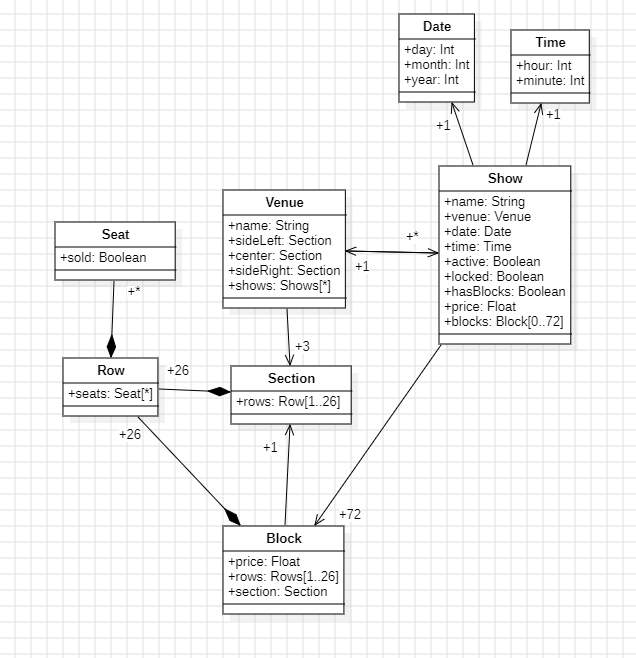 Date
+day: Int
+month: Int
+year: Int
Time
+hour: Int
+minute: Int
+1
+1
Show
+name: String
+venue: Venue
+date: Date
+time: Time
+active: Boolean
+locked: Boolean
+hasBlocks: Boolean
+price: Float
+blocks: Block[0..72]
Venue
+name: String
+sideLeft: Section
+center: Section
+sideRight: Section
+shows: Shows[*]
+*
+1
Seat
+sold: Boolean
+*
+3
Row
+seats: Seat[*]
+26
Section
+rows: Row[1..26]
+26
+1
+72
Block
+price: Float
+rows: Rows[1..26]
+section: Section